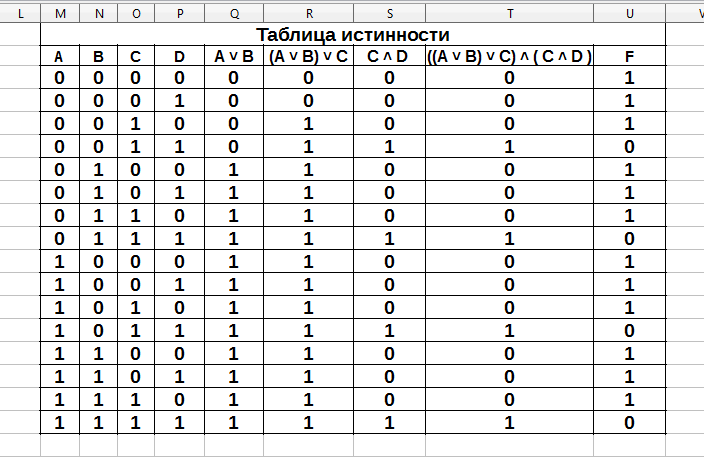 L M N O P Q R S T U V
Таблица истинности
A B C D A ˅ B (A ˅ B) ˅ C C ˄ D ((A ˅ B) ˅ C) ˄ ( C ˄ D ) F
0 0 0 0 0 0 0 0 1
0 0 0 1 0 0 0 0 1
0 0 1 0 0 1 0 0 1
0 0 1 1 0 1 1 1 0
0 1 0 0 1 1 0 0 1
0 1 0 1 1 1 0 0 1
0 1 1 0 1 1 0 0 1
0 1 1 1 1 1 1 1 0
1 0 0 0 1 1 0 0 1
1 0 0 1 1 1 0 0 1
1 0 1 0 1 1 0 0 1
1 0 1 1 1 1 1 1 0
1 1 0 0 1 1 0 0 1
1 1 0 1 1 1 0 0 1
1 1 1 0 1 1 0 0 1
1 1 1 1 1 1 1 1 0